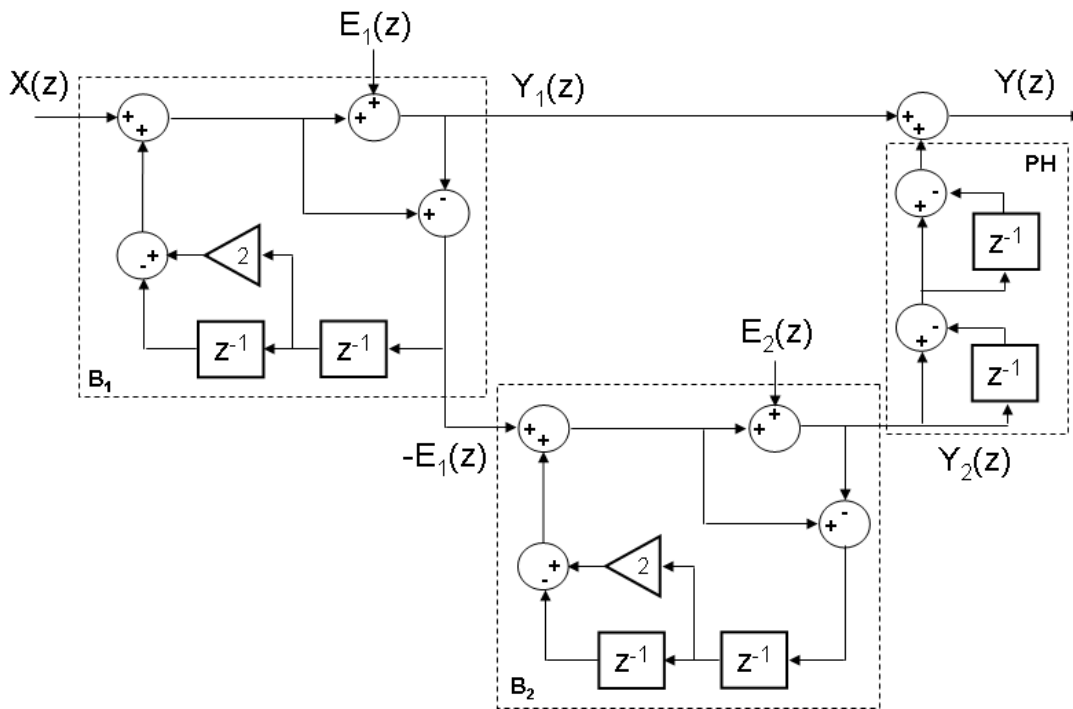 E₁(z)
X(z)
Y₁(z)
Y(z)
+
+
+
+
+
+
PH
-
+
-
+
z⁻¹
+
-
2
-
+
z⁻¹
z⁻¹
z⁻¹
E₂(z)
B₁
+
+
+
+
-E₁(z)
Y₂(z)
-
+
+
-
2
z⁻¹
z⁻¹
B₂